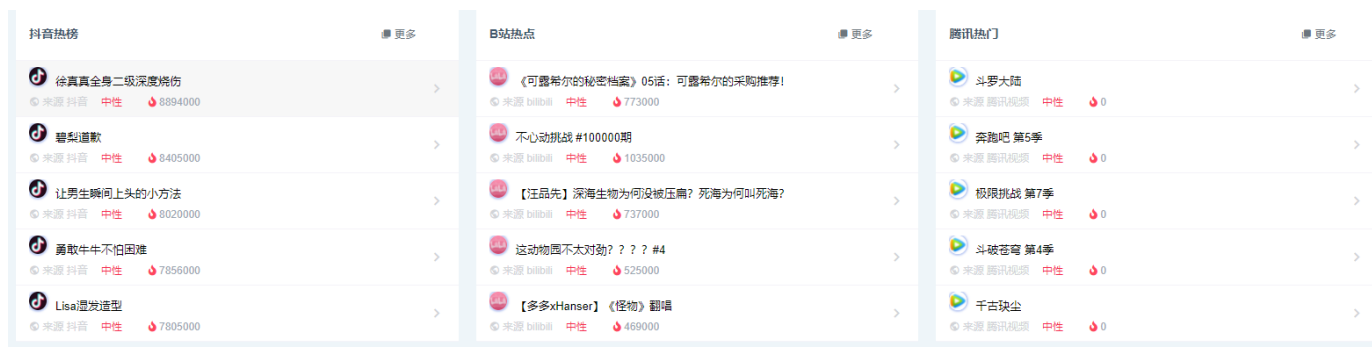 抖音热榜
更多
徐真真全身二级深度烧伤
来源 抖音 中性 8894000
碧梨道歉
来源 抖音 中性 8405000
让男生瞬间上头的小方法
来源 抖音 中性 8020000
勇敢牛牛不怕困难
来源 抖音 中性 7856000
Lisa湿发造型
来源 抖音 中性 7805000
B站热点
更多
《可露希尔的秘密档案》05话：可露希尔的采购推荐！
来源 bilibili 中性 773000
不心动挑战 #100000期
来源 bilibili 中性 1035000
【汪品先】深海生物为何没被压扁？死海为何叫死海？
来源 bilibili 中性 737000
这动物园不太对劲？？？？#4
来源 bilibili 中性 525000
【多多xHanser】《怪物》翻唱
来源 bilibili 中性 469000
腾讯热门
更多
斗罗大陆
来源 腾讯视频 中性 0
奔跑吧 第5季
来源 腾讯视频 中性 0
极限挑战 第7季
来源 腾讯视频 中性 0
斗破苍穹 第4季
来源 腾讯视频 中性 0
千古玦尘
来源 腾讯视频 中性 0